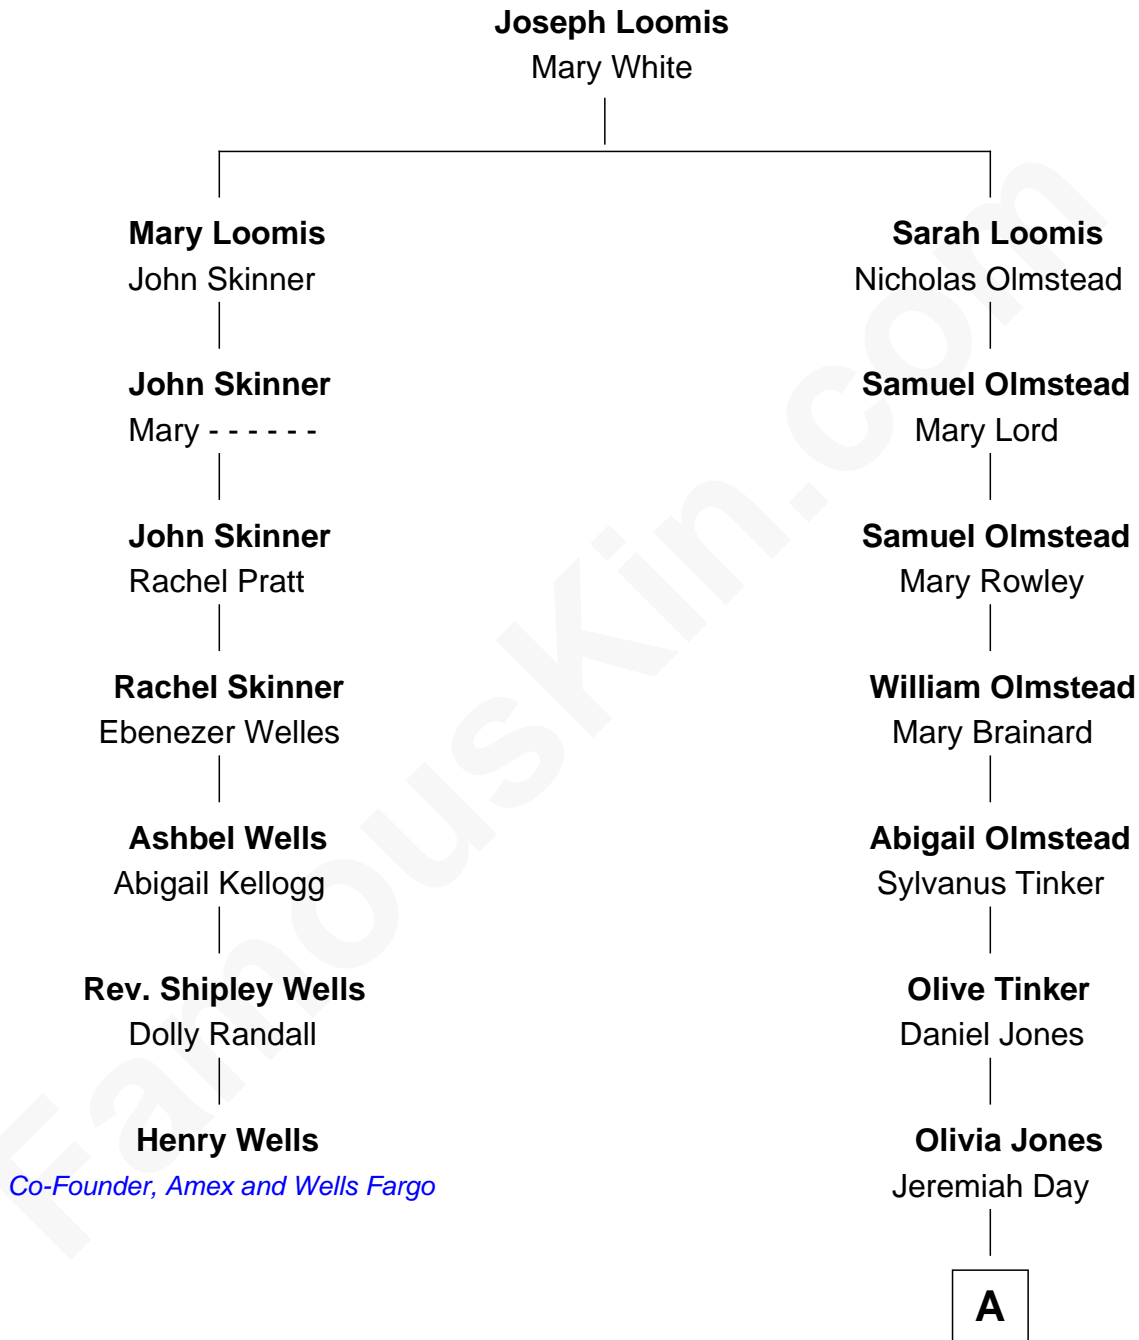 Joseph Loomis
Mary White
Mary Loomis
John Skinner
Sarah Loomis
Nicholas Olmstead
John Skinner
Mary - - - - - -
Samuel Olmstead
Mary Lord
John Skinner
Rachel Pratt
Samuel Olmstead
Mary Rowley
Rachel Skinner
Ebenezer Welles
William Olmstead
Mary Brainard
Ashbel Wells
Abigail Kellogg
Abigail Olmstead
Sylvanus Tinker
Rev. Shipley Wells
Dolly Randall
Olive Tinker
Daniel Jones
Henry Wells
Co-Founder, Amex and Wells Fargo
Olivia Jones
Jeremiah Day
A
FamousKin.com